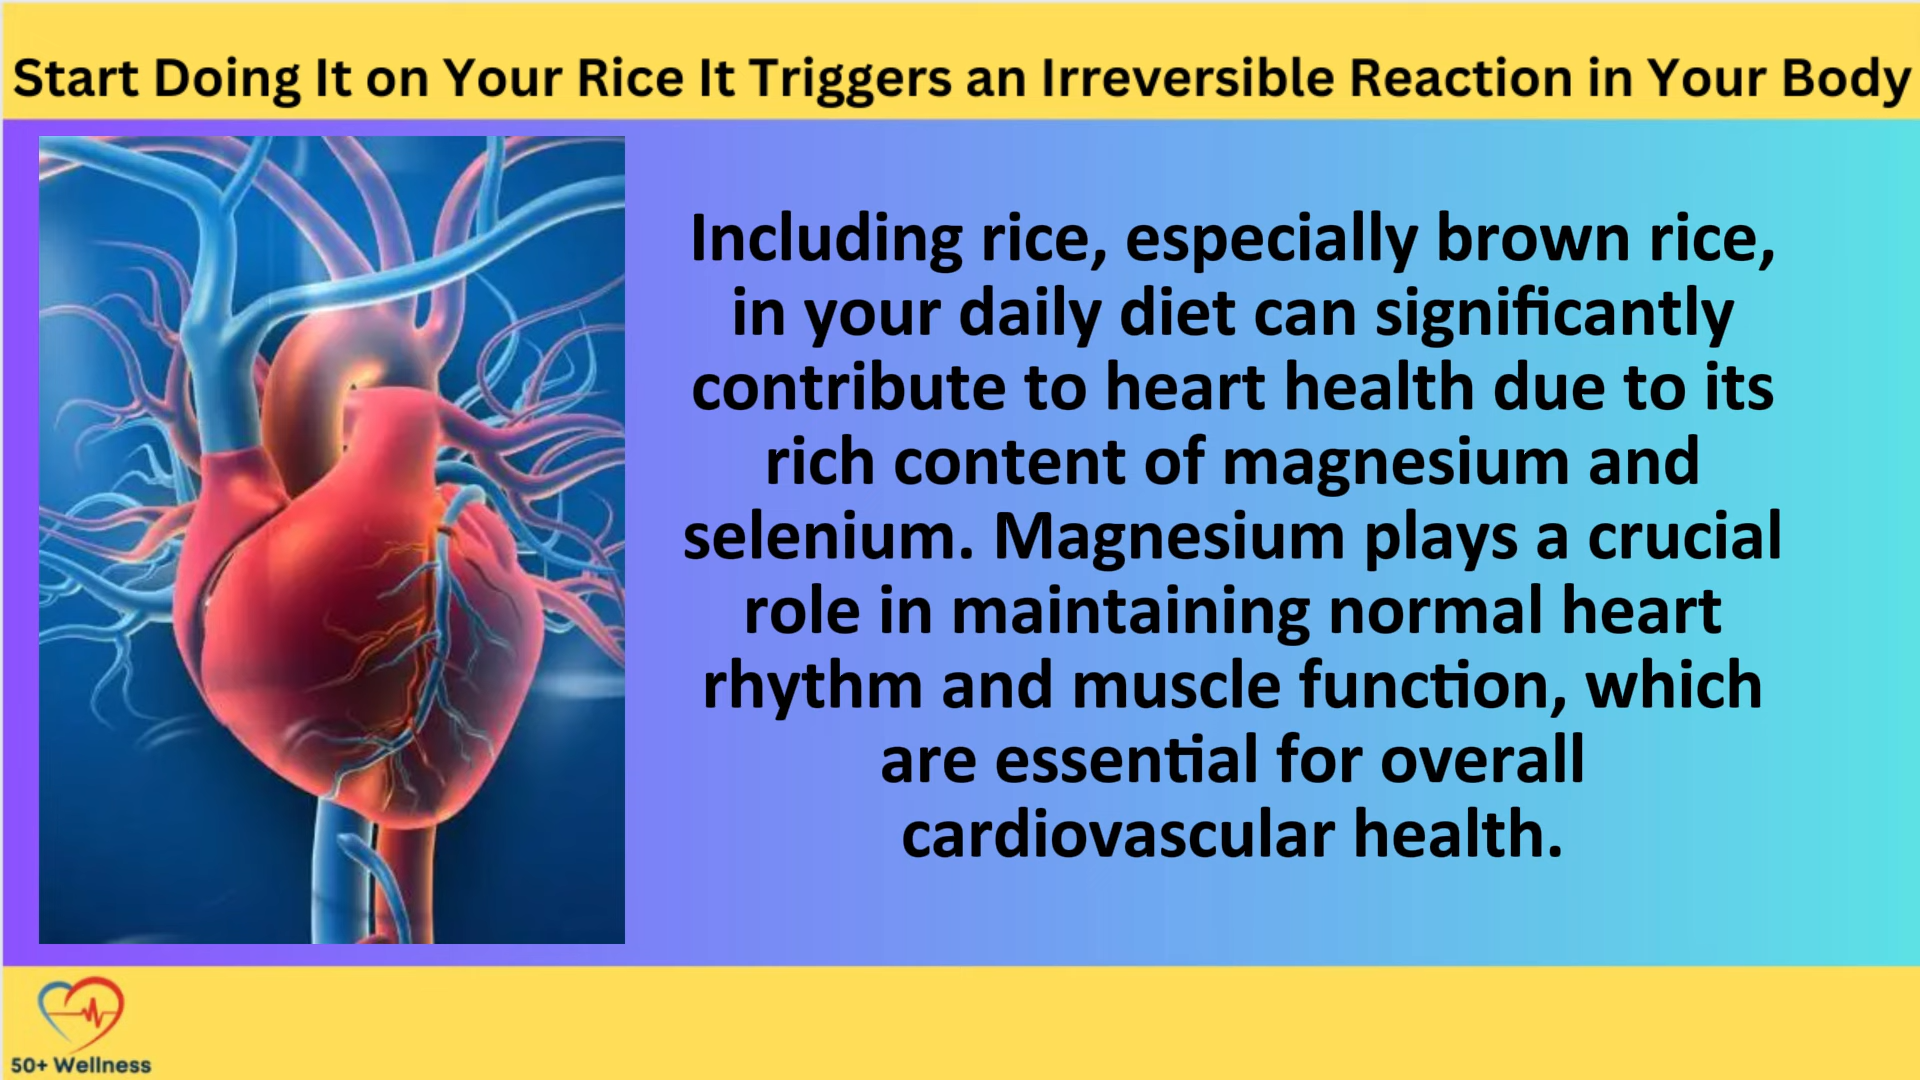 Start Doing It on Your Rice It Triggers an Irreversible Reaction in Your Body
Including rice, especially brown rice,
in your daily diet can significantly
contribute to heart health due to its
rich content of magnesium and
selenium. Magnesium plays a crucial
role in maintaining normal heart
rhythm and muscle function, which
are essential for overall
cardiovascular health.
50+ Wellness